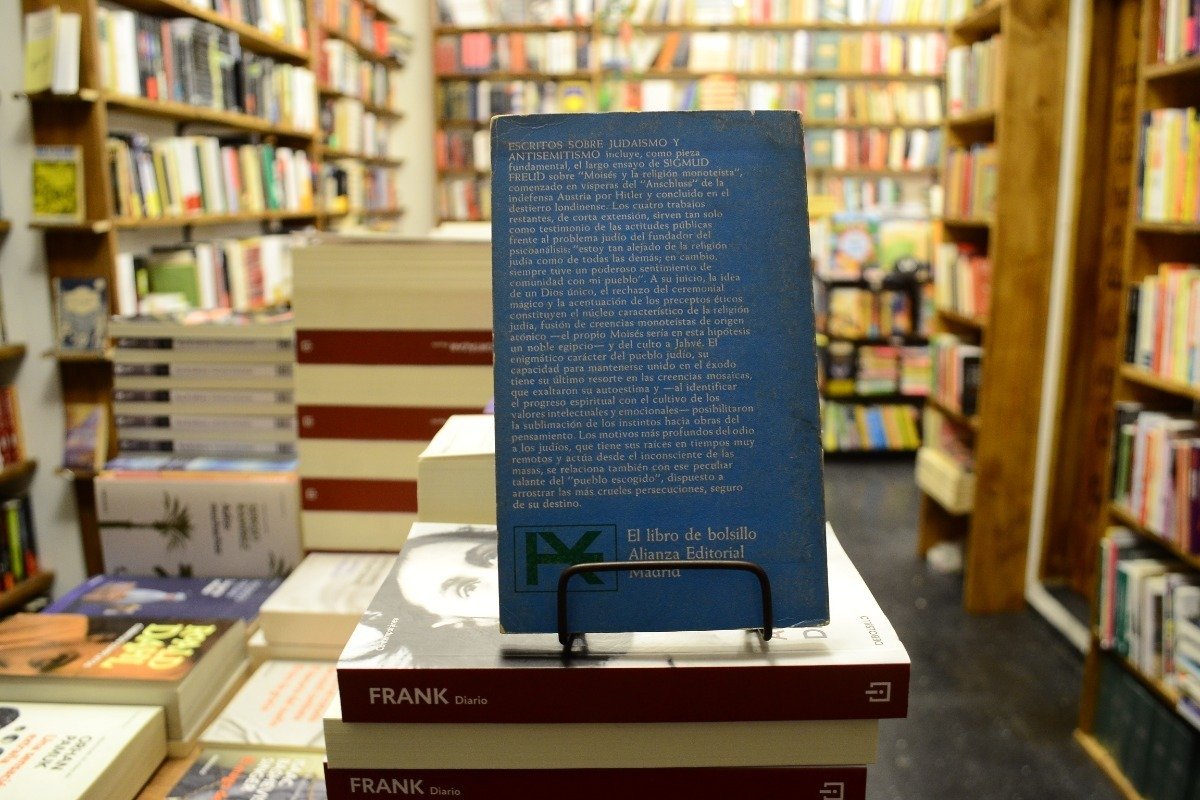 ESCRITOS SOBRE JUDAISMO Y
ANTISEMITISMO incluye, como pieza
fundamental, el largo ensayo de SIGMUD
FREUD sobre "Moisés y la religión monoteísta",
comenzado en vísperas del "Anschluss" de la
indefensa Austria por Hitler y concluido en el
destierro londinense. Los cuatro trabajos
restantes, de corta extensión, sirven tan solo
como testimonio de las actitudes públicas
frente al problema judío del fundador del
psicoanálisis: "estoy tan alejado de la religión
judía como de todas las demás; en cambio,
siempre tuve un poderoso sentimiento de
comunidad con mi pueblo". A su juicio, la idea
de un Dios único, el rechazo del ceremonial
mágico y la acentuación de los preceptos éticos
constituyen el núcleo característico de la religión
judía, fusión de creencias monoteístas de origen
atónico —el propio Moisés sería en esta hipótesis
un noble egipcio— y del culto a Jahvé. El
enigmático carácter del pueblo judío, su
capacidad para mantenerse unido en el éxodo
tiene su último resorte en las creencias mosaicas,
que exaltaron su autoestima y —al identificar
el progreso espiritual con el cultivo de los
valores intelectuales y emocionales— posibilitaron
la sublimación de los instintos hacia obras del
pensamiento. Los motivos más profundos del odio
a los judíos, que tiene sus raíces en tiempos muy
remotos y actúa desde el inconsciente de las
masas, se relaciona también con ese peculiar
talante del "pueblo escogido", dispuesto a
arrostrar las más crueles persecuciones, seguro
de su destino.
El libro de bolsillo
Alianza Editorial
Madrid
DEBOLS!LLO
FRANK Diario
FRANK Diario
ORHAN
PAMUK